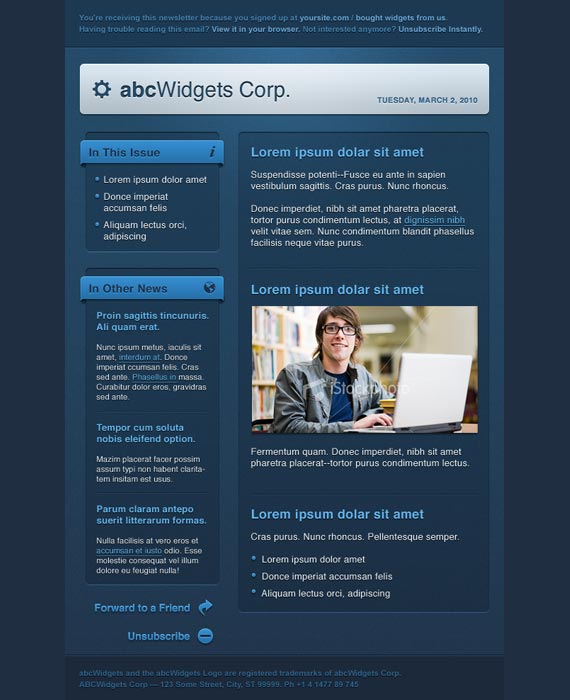 You're receiving this newsletter because you signed up at yoursite.com / bought widgets from us.
Having trouble reading this email? View it in your browser. Not interested anymore? Unsubscribe Instantly.
abcWidgets Corp.
TUESDAY, MARCH 2, 2010
In This Issue
Lorem ipsum dolor amet
Donce imperiat
accumsan felis
Aliquam lectus orci,
adipiscing
In Other News
Proin sagittis tincunuris.
Ali quam erat.
Nunc ipsum metus, iaculis sit
amet, interdum at. Donce
imperiat ccumsan felis. Cras
sed ante. Phasellus in massa.
Curabitur dolor eros, gravidras
sed ante.
Tempor cum soluta
nobis eleifend option.
Mazim placerat facer possim
assum typi non habent clarita-
tem insitam est usus.
Parum claram antepo
suerit litterarum formas.
Nulla facilisis at vero eros et
accumsan et iusto odio. Esse
molestie consequat vel illum
dolore eu feugiat nulla!
Forward to a Friend
Unsubscribe
Lorem ipsum dolar sit amet
Suspendisse potenti--Fusce eu ante in sapien
vestibulum sagittis. Cras purus. Nunc rhoncus.
Donec imperdiet, nibh sit amet pharetra placerat,
tortor purus condimentum lectus, at dignissim nibh
velit vitae sem. Nunc condimentum blandit phasellus
facilisis neque vitae purus.
Lorem ipsum dolar sit amet
iStockphoto
Fermentum quam. Donec imperdiet, nibh sit amet
pharetra placerat--tortor purus condimentum lectus.
Lorem ipsum dolar sit amet
Cras purus. Nunc rhoncus. Pellentesque semper.
Lorem ipsum dolor amet
Donce imperiat accumsan felis
Aliquam lectus orci, adipiscing
abcWidgets and the abcWidgets Logo are registered trademarks of abcWidgets Corp.
ABCWidgets Corp — 123 Some Street, City, ST 99999. Ph +1 4 1477 89 745